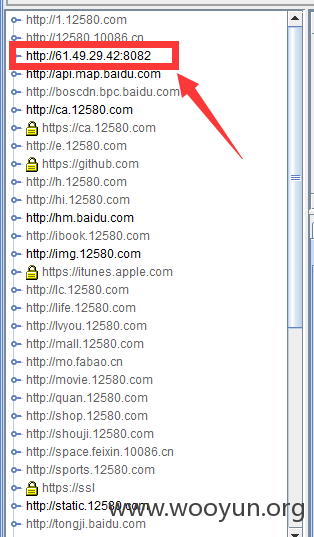 http://1.12580.com
http://12580.10086.cn
http://61.49.29.42:8082
http://api.map.baidu.com
http://boscdn.bpc.baidu.com
http://ca.12580.com
https://ca.12580.com
http://e.12580.com
https://github.com
http://h.12580.com
http://hi.12580.com
http://hm.baidu.com
http://ibook.12580.com
http://img.12580.com
https://itunes.apple.com
http://lc.12580.com
http://life.12580.com
http://lvyou.12580.com
http://mall.12580.com
http://mo.fabao.cn
http://movie.12580.com
http://quan.12580.com
http://shop.12580.com
http://shouji.12580.com
http://space.feixin.10086.cn
http://sports.12580.com
https://ssl
http://static.12580.com
http://tongji.baidu.com
www.wooyun.org